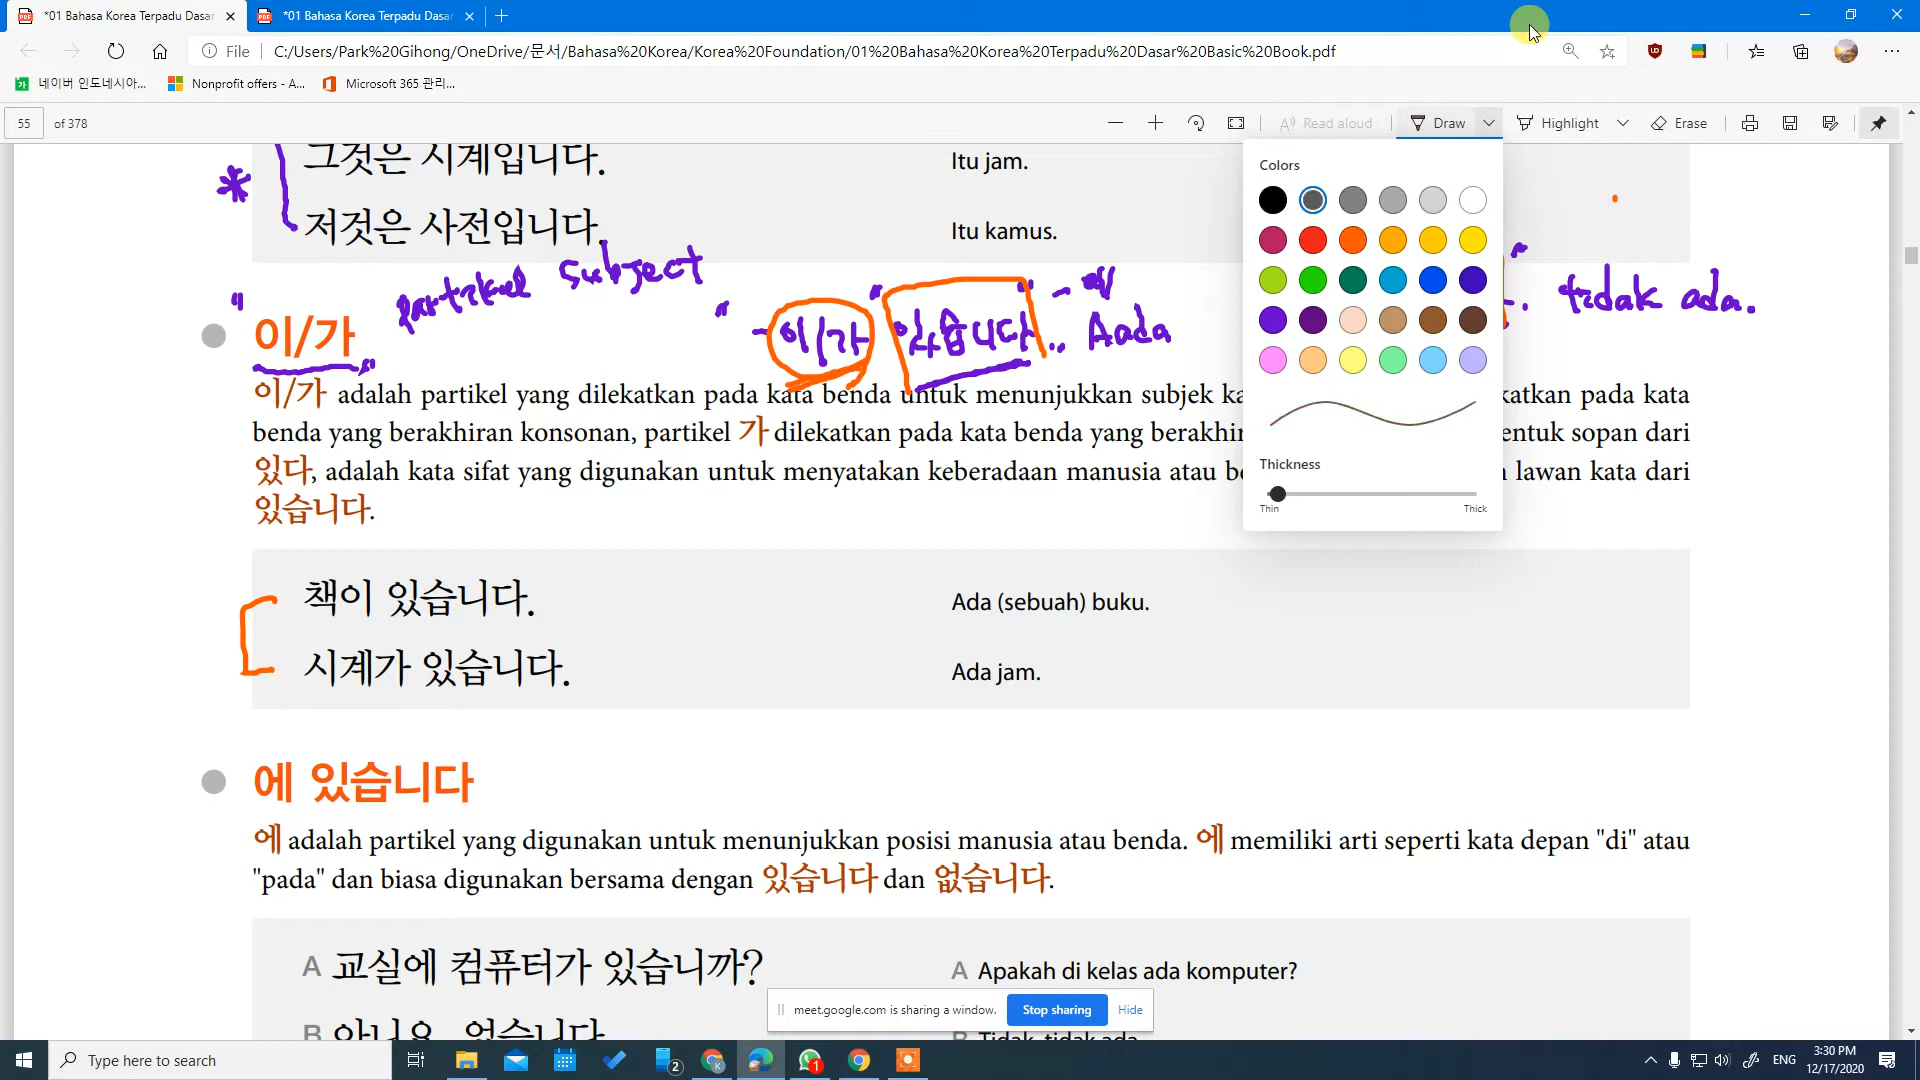 *01 Bahasa Korea Terpadu Dasar
*01 Bahasa Korea Terpadu Dasar
File
C:/Users/Park%20Gihong/OneDrive/문서/Bahasa%20Korea/Korea%20Foundation/01%20Bahasa%20Korea%20Terpadu%20Dasar%20Basic%20Book.pdf
네이버 인도네시아... Nonprofit offers - A... Microsoft 365 관리...
55 of 378
Read aloud Draw Highlight Erase
그것은 시계입니다. Itu jam.
저것은 사전입니다. Itu kamus.
partikel subject
이/가
이/가 있습니다.. Aada
tidak ada.
이/가 adalah partikel yang dilekatkan pada kata benda untuk menunjukkan subjek katkan pada kata
benda yang berakhiran konsonan, partikel 가 dilekatkan pada kata benda yang entuk sopan dari
있다, adalah kata sifat yang digunakan untuk menyatakan keberadaan manusia atau lawan kata dari
있습니다.
Colors
Thickness
Thin Thick
책이 있습니다. Ada (sebuah) buku.
시계가 있습니다. Ada jam.
에 있습니다
에 adalah partikel yang digunakan untuk menunjukkan posisi manusia atau benda. 에 memiliki arti seperti kata depan "di" atau
"pada" dan biasa digunakan bersama dengan 있습니다 dan 없습니다.
A 교실에 컴퓨터가 있습니까? A Apakah di kelas ada komputer?
B 아니요, 없습니다. B Tidak, tidak ada.
meet.google.com is sharing a window. Stop sharing Hide
Type here to search
2
K
1
ENG
3:30 PM
12/17/2020